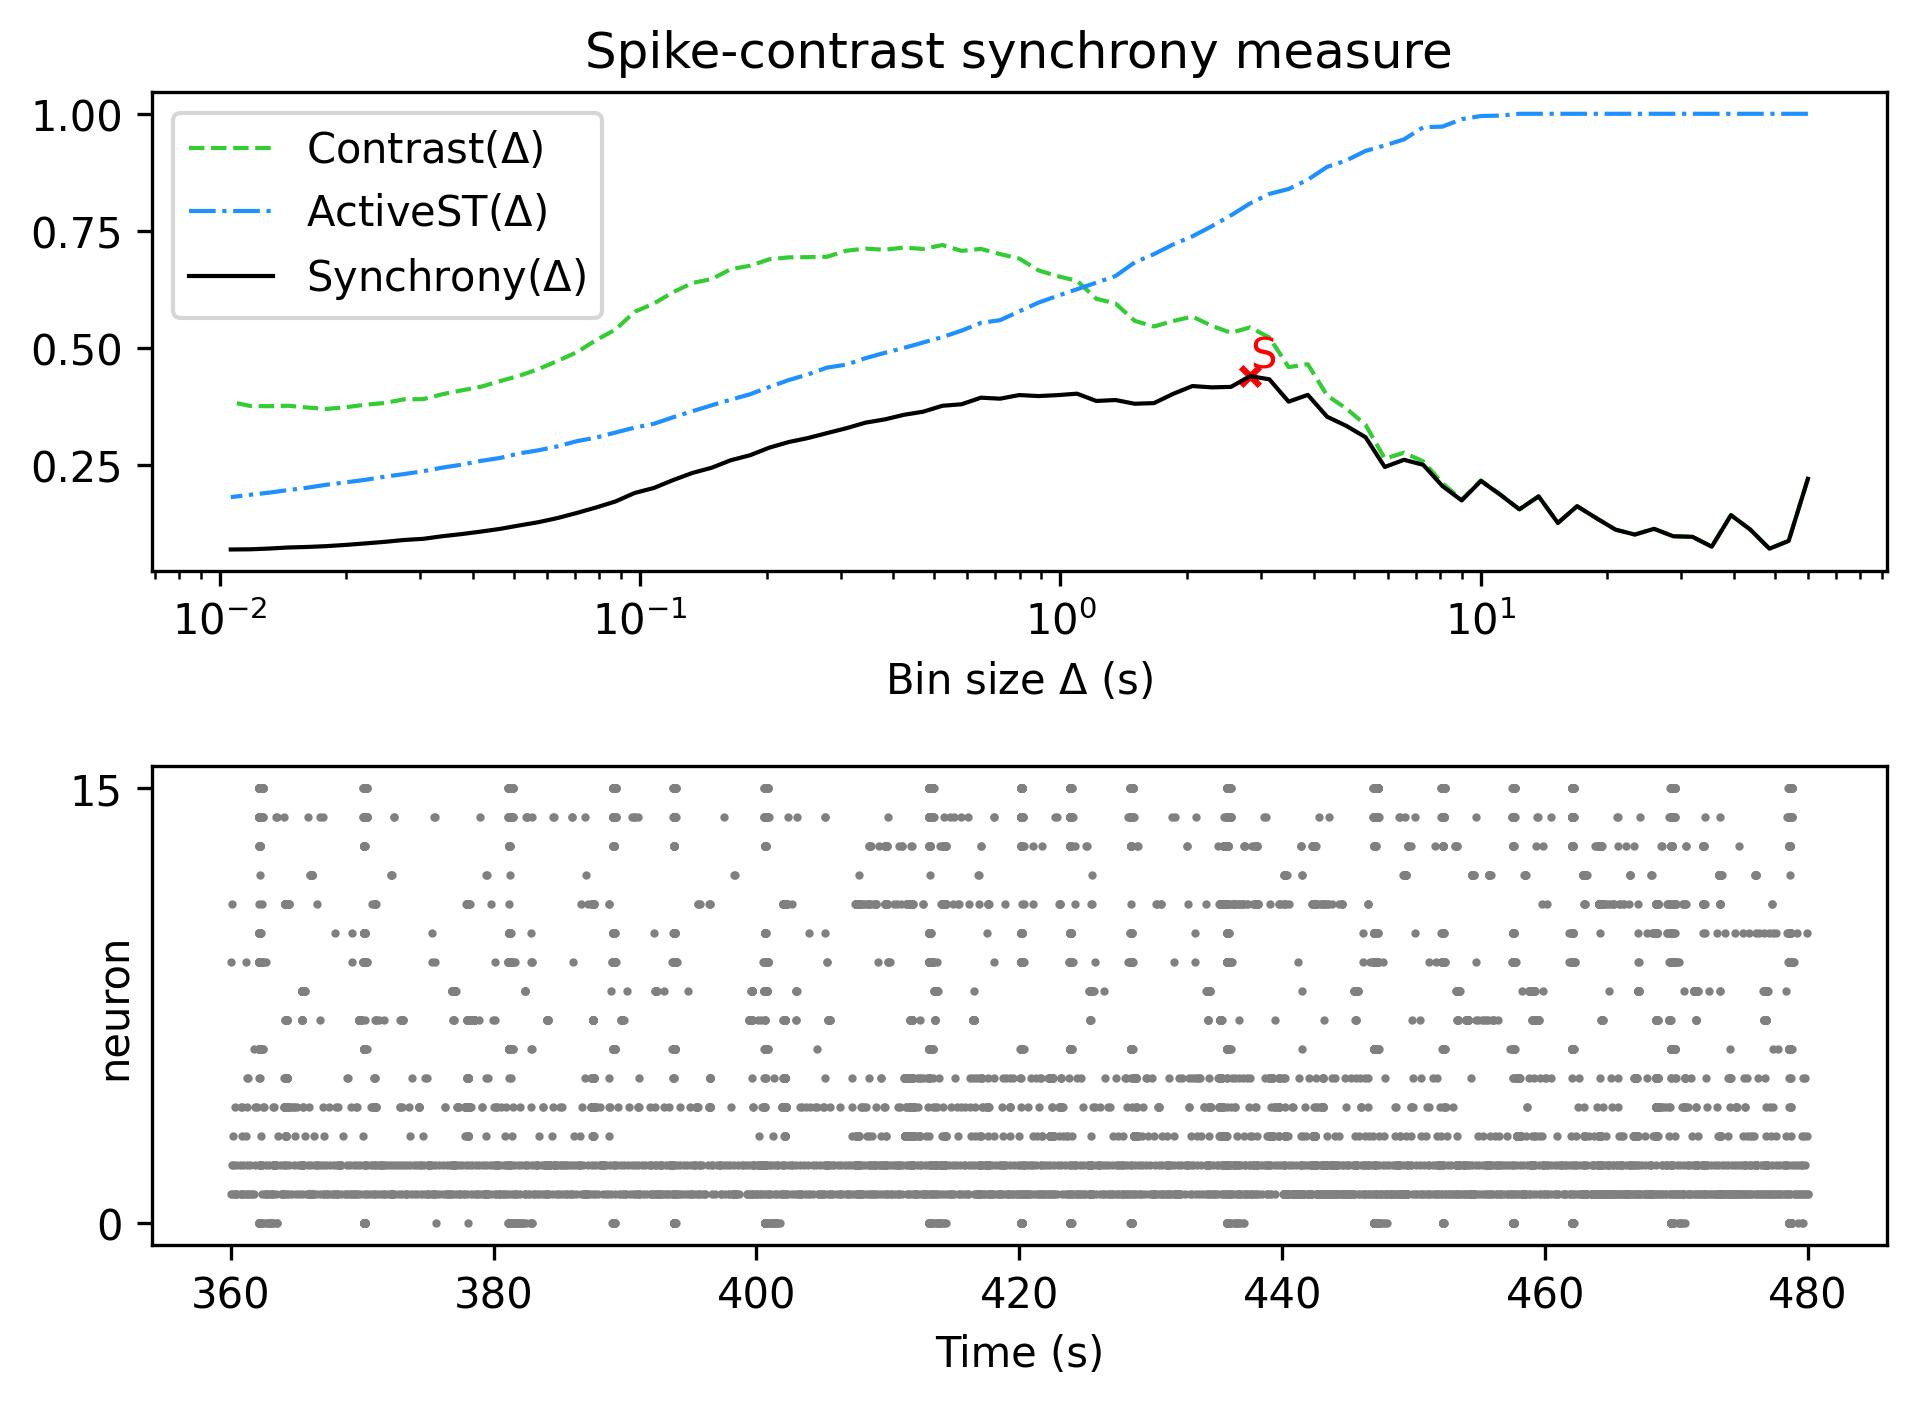 Spike-contrast synchrony measure
1.00
0.75
0.50
0.25
Contrast(Δ)
ActiveST(Δ)
Synchrony(Δ)
S
10⁻² 10⁻¹ 10⁰ 10¹
Bin size Δ (s)
15
0
neuron
360 380 400 420 440 460 480
Time (s)